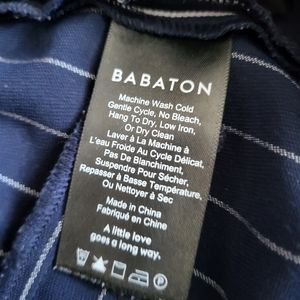 BABATON
Machine Wash Cold
Gentle Cycle, No Bleach,
Hang To Dry, Low Iron,
Or Dry Clean
Laver À La Machine à
L'eau Froide Au Cycle Délicat,
Pas De Blanchiment,
Suspendre Pour Sécher,
Repasser à Basse Température,
Ou Nettoyer à Sec
Made in China
Fabriqué en Chine
A little love
goes a long way.